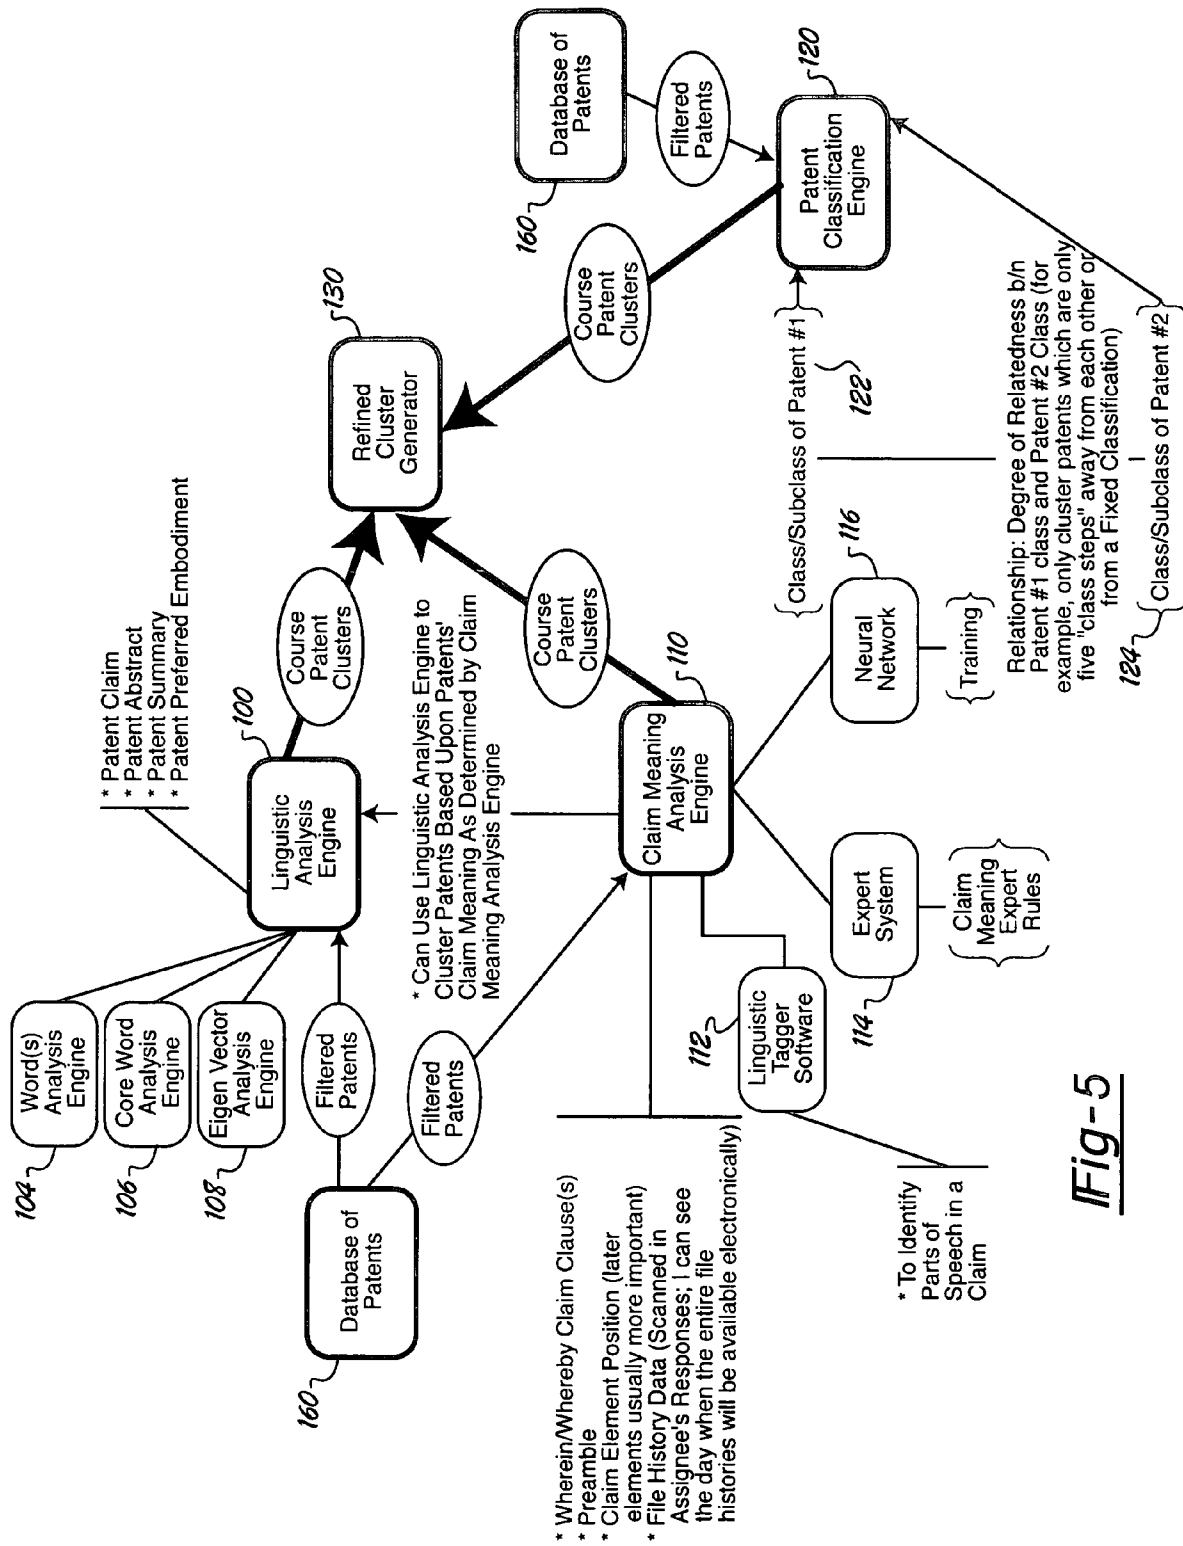 104
Word(s)
Analysis
Engine
106
Core Word
Analysis
Engine
108
Eigen Vector
Analysis
Engine
* Patent Claim
* Patent Abstract
* Patent Summary
* Patent Preferred Embodiment
100
Linguistic
Analysis
Engine
Course
Patent
Clusters
130
Refined
Cluster
Generator
160
Database of
Patents
Filtered
Patents
Filtered
Patents
* Can Use Linguistic Analysis Engine to
Cluster Patents Based Upon Patents'
Claim Meaning As Determined by Claim
Meaning Analysis Engine
Course
Patent
Clusters
Course
Patent
Clusters
160
Database of
Patents
Filtered
Patents
120
Patent
Classification
Engine
110
Claim Meaning
Analysis
Engine
* Wherein/Whereby Claim Clause(s)
* Preamble
* Claim Element Position (later
elements usually more important)
* File History Data (Scanned in
Assignee's Responses; I can see
the day when the entire file
histories will be available electronically)
112
Linguistic
Tagger
Software
* To Identify
Parts of
Speech in a
Claim
114
Expert
System
{Claim
Meaning
Expert
Rules}
116
Neural
Network
{Training}
{Class/Subclass of Patent #1}
122
Relationship: Degree of Relatedness b/n
Patent #1 class and Patent #2 Class (for
example, only cluster patents which are only
five "class steps" away from each other or
from a Fixed Classification)
124
{Class/Subclass of Patent #2}
Fig-5